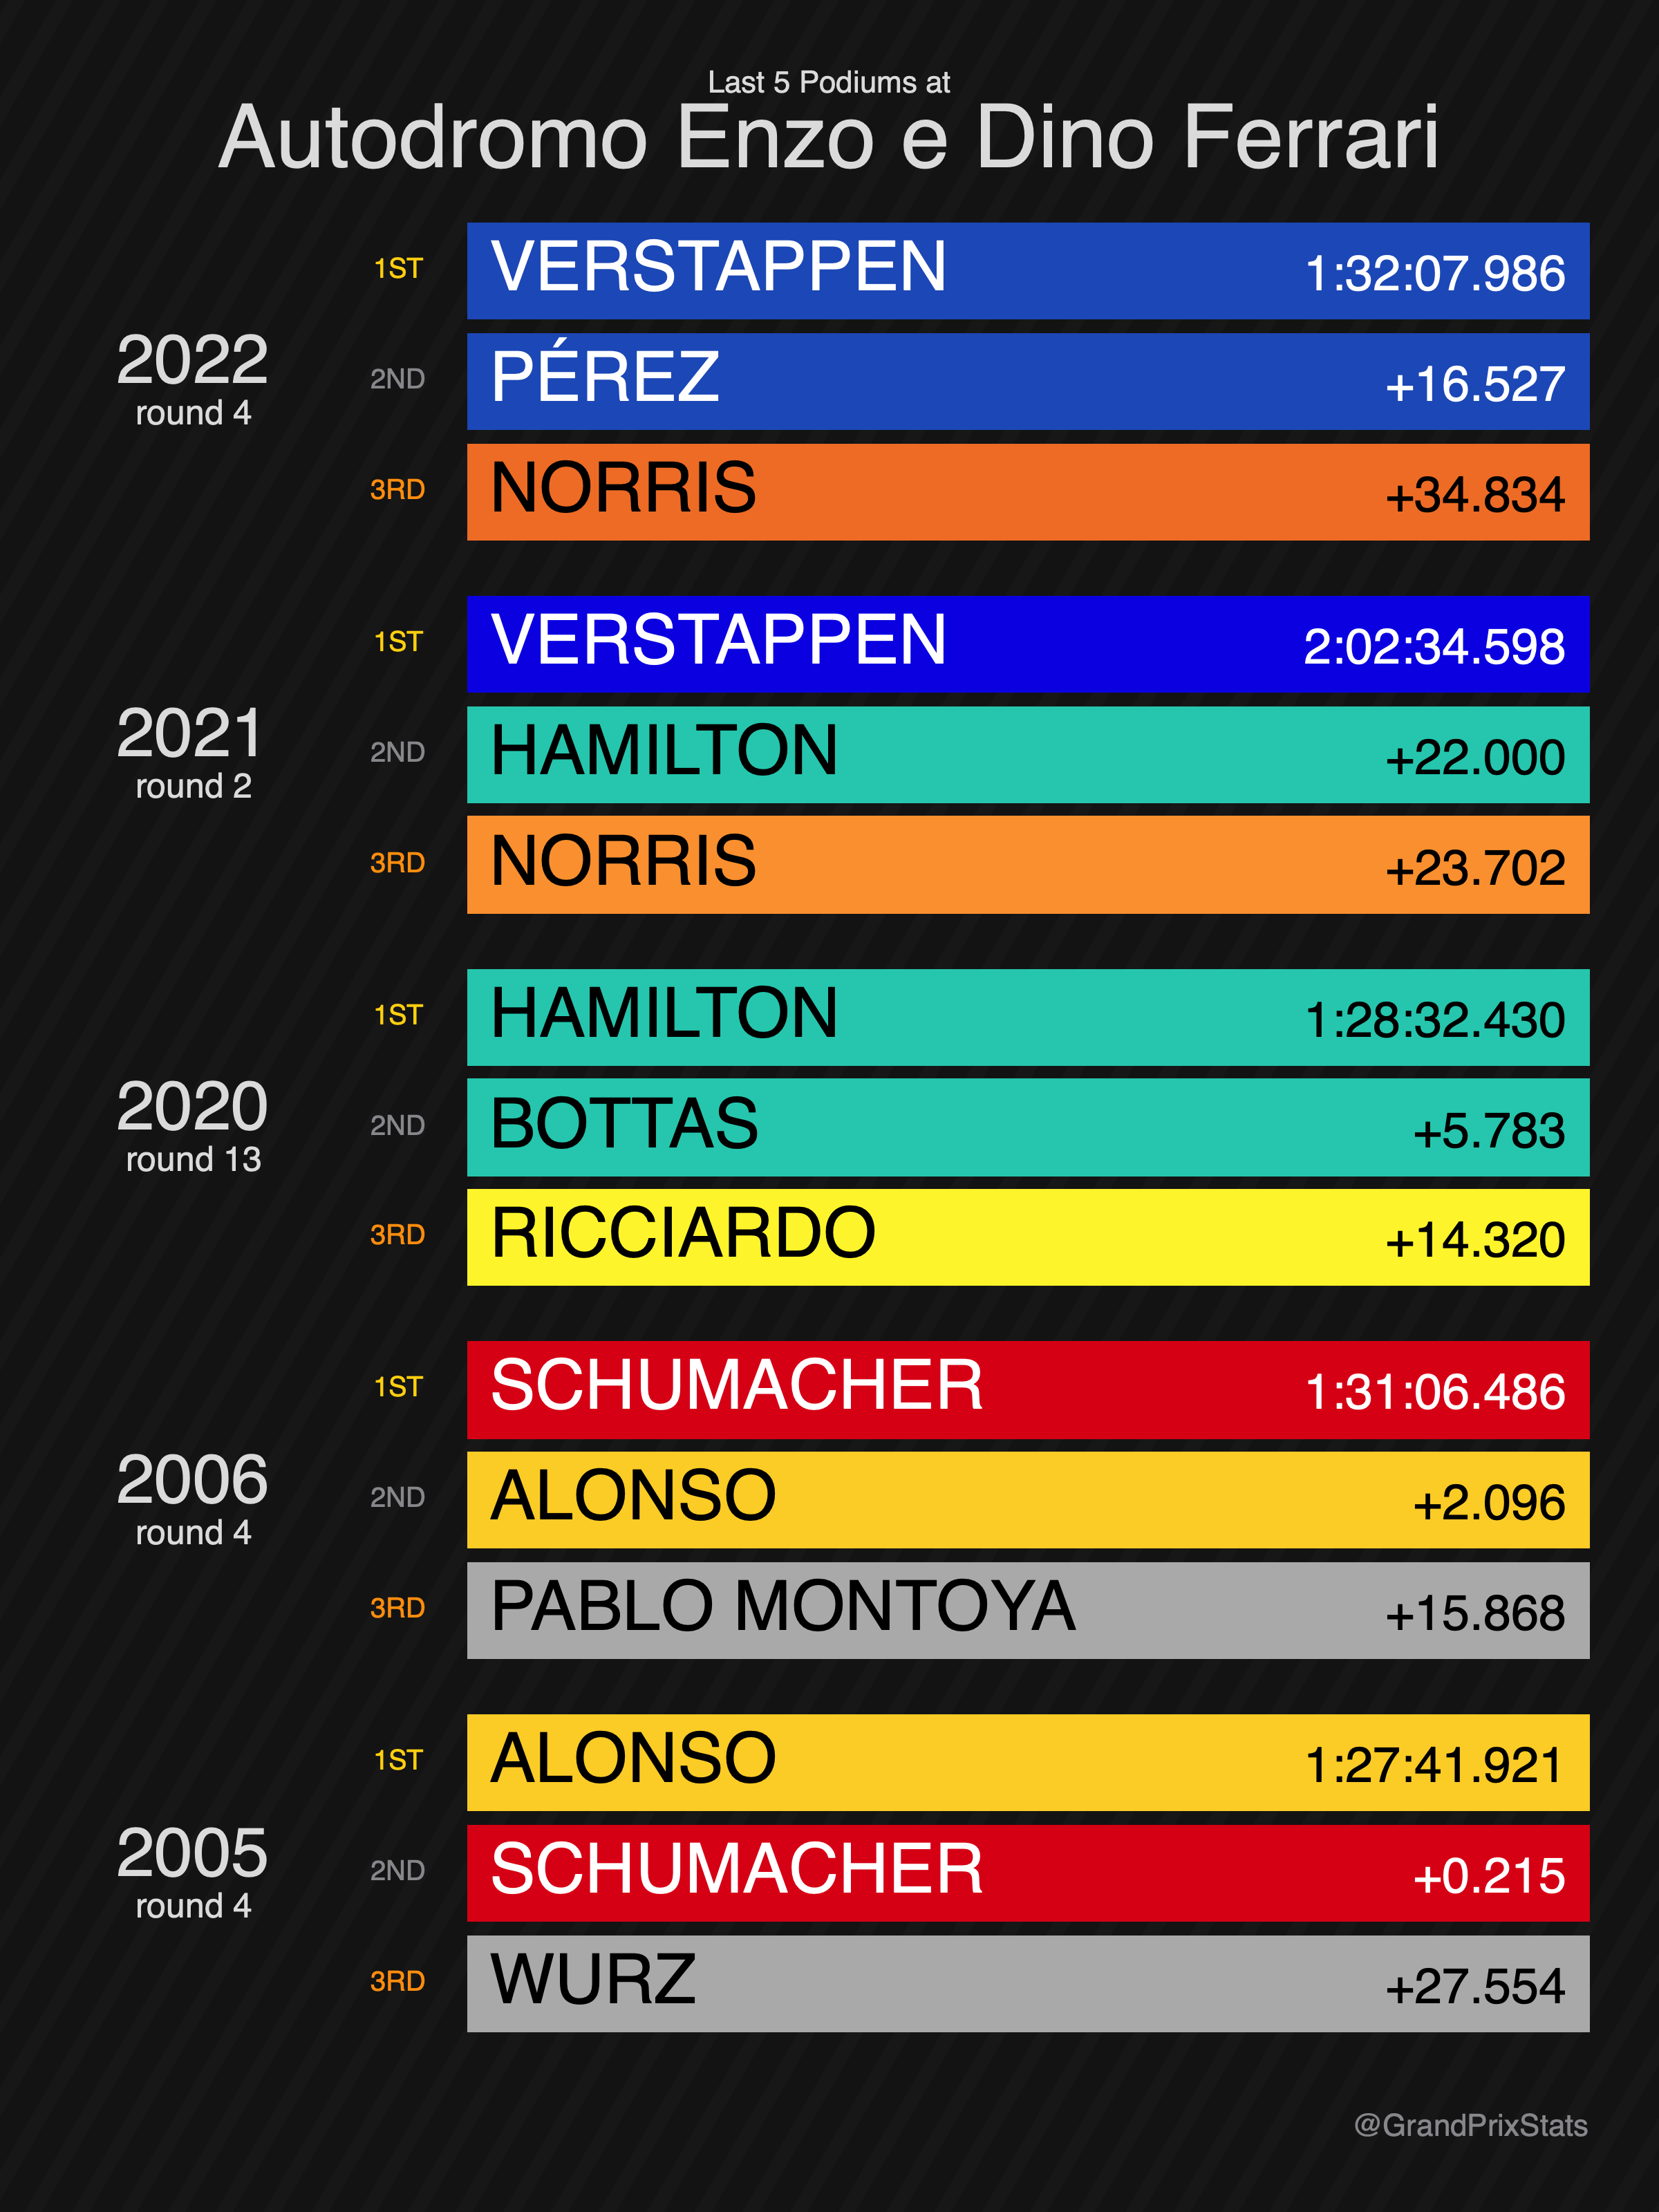 Last 5 Podiums at
Autodromo Enzo e Dino Ferrari
2022
round 4
1ST VERSTAPPEN 1:32:07.986
2ND PÉREZ +16.527
3RD NORRIS +34.834
2021
round 2
1ST VERSTAPPEN 2:02:34.598
2ND HAMILTON +22.000
3RD NORRIS +23.702
2020
round 13
1ST HAMILTON 1:28:32.430
2ND BOTTAS +5.783
3RD RICCIARDO +14.320
2006
round 4
1ST SCHUMACHER 1:31:06.486
2ND ALONSO +2.096
3RD PABLO MONTOYA +15.868
2005
round 4
1ST ALONSO 1:27:41.921
2ND SCHUMACHER +0.215
3RD WURZ +27.554
@GrandPrixStats